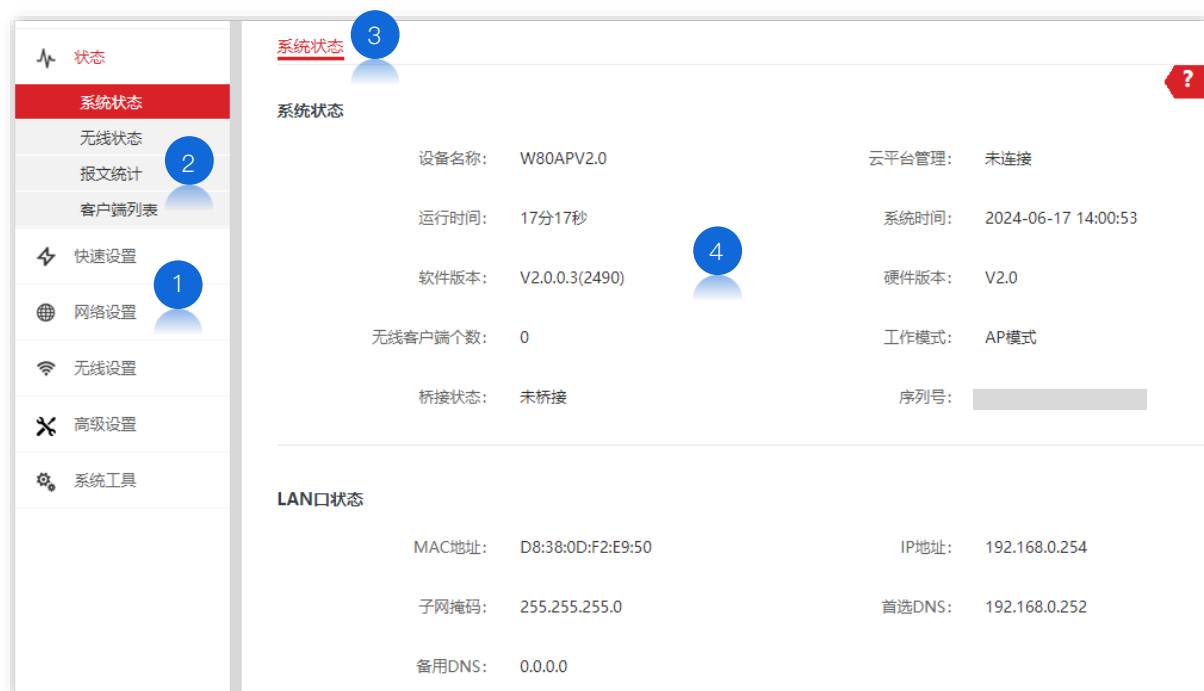 状态
系统状态
无线状态
报文统计
客户端列表
2
快速设置
1
网络设置
无线设置
高级设置
系统工具
系统状态
3
?
系统状态
设备名称: W80APV2.0 云平台管理: 未连接
运行时间: 17分17秒 系统时间: 2024-06-17 14:00:53
4
软件版本: V2.0.0.3(2490) 硬件版本: V2.0
无线客户端个数: 0 工作模式: AP模式
桥接状态: 未桥接 序列号:
LAN口状态
MAC地址: D8:38:0D:F2:E9:50 IP地址: 192.168.0.254
子网掩码: 255.255.255.0 首选DNS: 192.168.0.252
备用DNS: 0.0.0.0